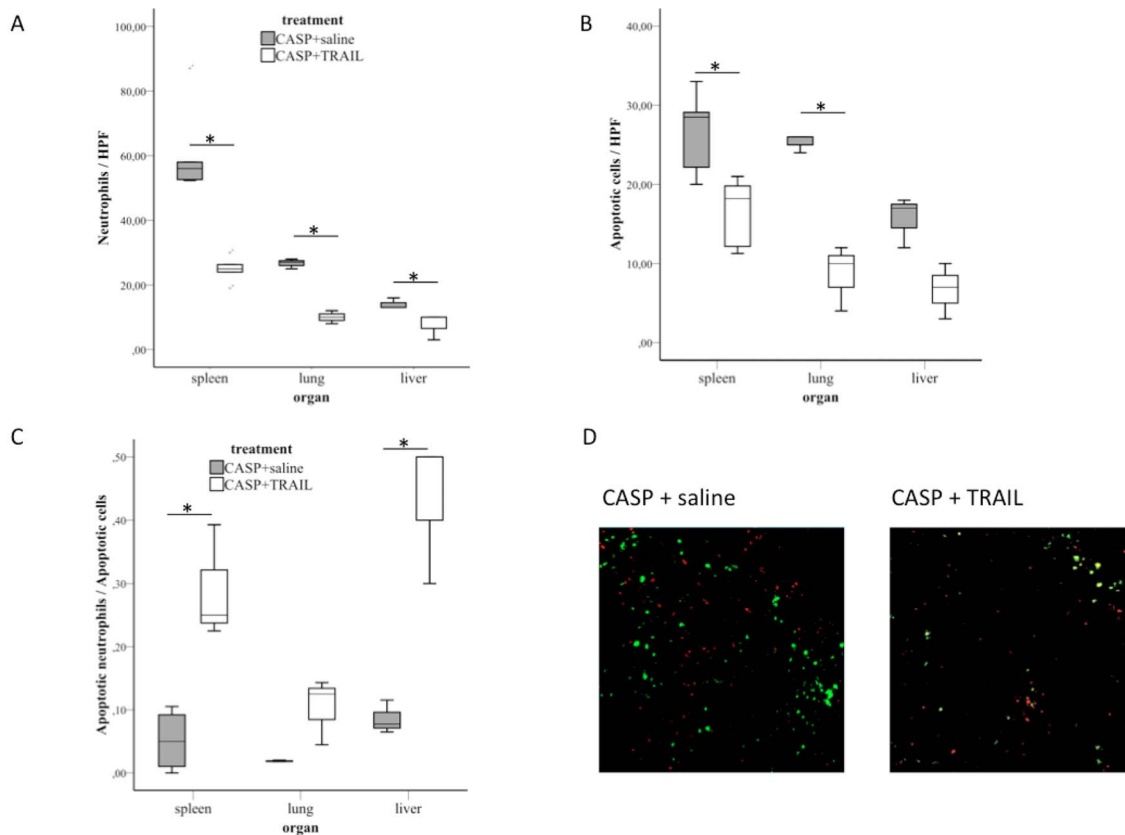 A
treatment
CASP+saline
CASP+TRAIL
Neutrophils / HPF
100,00
80,00
60,00
40,00
20,00
,00
*
*
*
spleen lung liver
organ
B
Apoptotic cells / HPF
40,00
30,00
20,00
10,00
,00
*
*
spleen lung liver
organ
C
treatment
CASP+saline
CASP+TRAIL
Apoptotic neutrophils / Apoptotic cells
,50
,40
,30
,20
,10
,00
*
*
spleen lung liver
organ
D
CASP + saline CASP + TRAIL